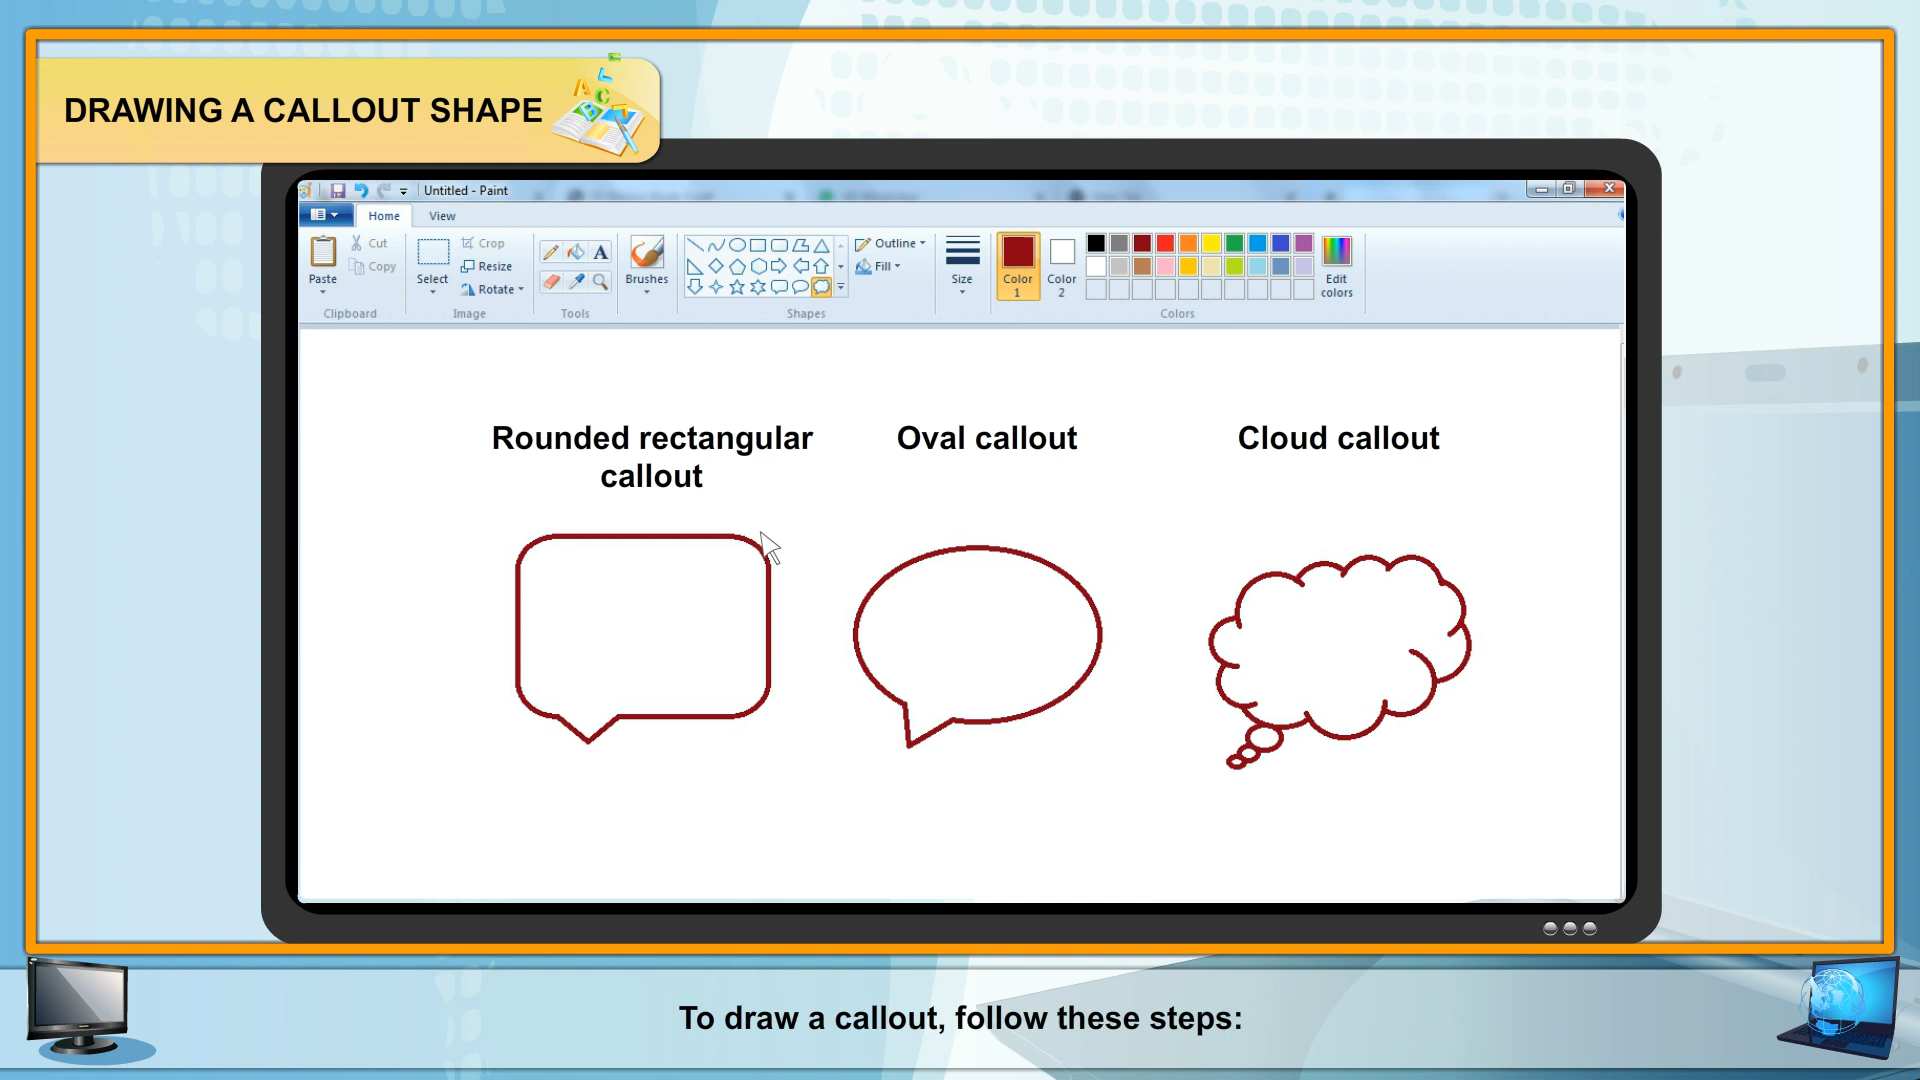 DRAWING A CALLOUT SHAPE
Untitled - Paint
Home
View
Paste
Cut
Copy
Clipboard
Select
Crop
Resize
Rotate
Image
A
Tools
Brushes
Shapes
Outline
Fill
Size
Color
1
Color
2
Edit
colors
Colors
Rounded rectangular
callout
Oval callout
Cloud callout
To draw a callout, follow these steps: